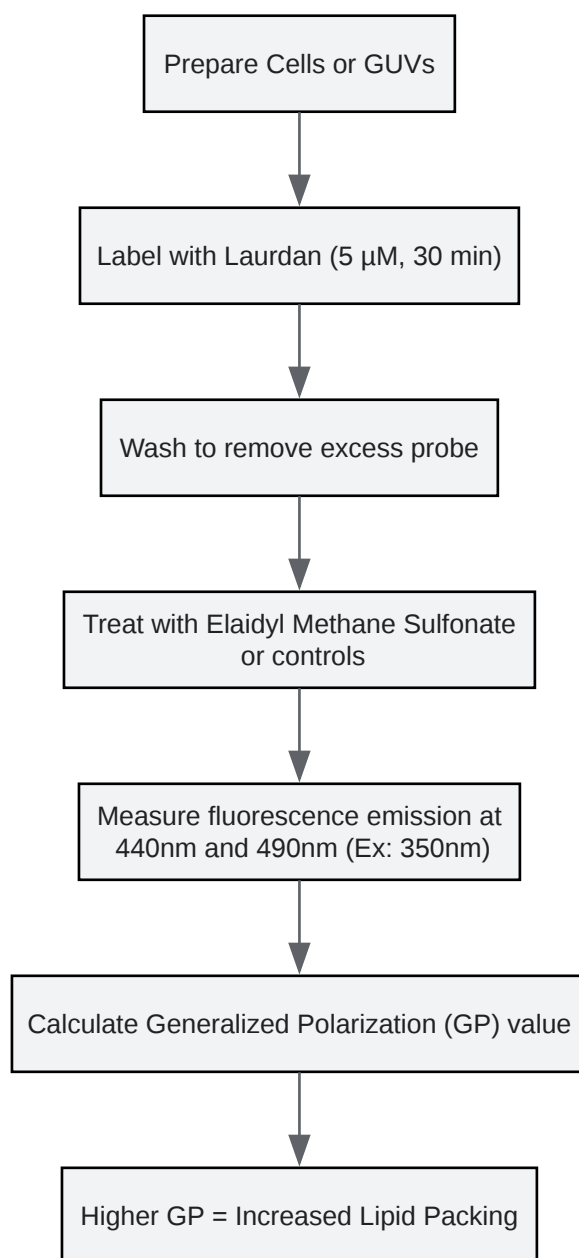 Prepare Cells or GUVs
Label with Laurdan (5 µM, 30 min)
Wash to remove excess probe
Treat with Elaidyl Methane Sulfonate
or controls
Measure fluorescence emission at
440nm and 490nm (Ex: 350nm)
Calculate Generalized Polarization (GP) value
Higher GP = Increased Lipid Packing